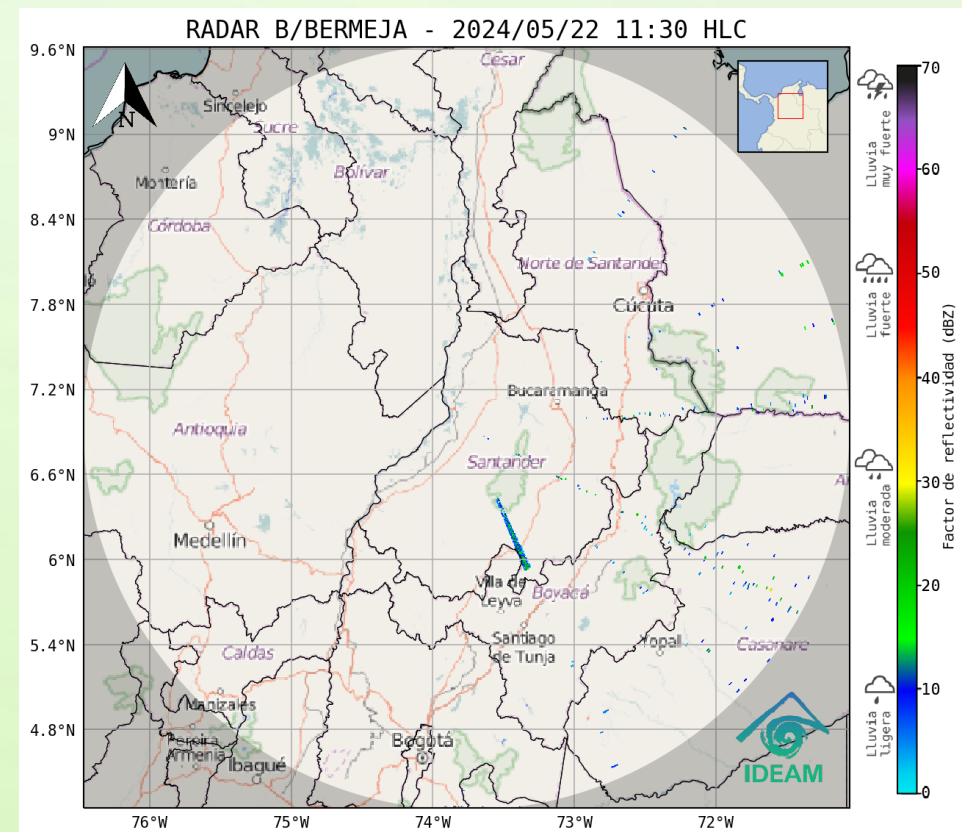 RADAR B/BERMEJA - 2024/05/22 11:30 HLC
9.6°N
9°N
8.4°N
7.8°N
7.2°N
6.6°N
6°N
5.4°N
4.8°N
76°W
75°W
74°W
73°W
72°W
N
Cesar
Sincelejo
Sucre
Bolívar
Montería
Córdoba
Norte de Santander
Cúcuta
Bucaramanga
Antioquia
Santander
Medellín
Villa de
Leyva
Boyacá
Santiago
de Tunja
Yopal
Casanare
Caldas
Manizales
Pereira
Armenia
Ibagué
Bogotá
IDEAM
70
60
50
40
30
20
10
0
Lluvia
muy fuerte
Lluvia
fuerte
Lluvia
moderada
Lluvia
ligera
Factor de reflectividad (dBZ)